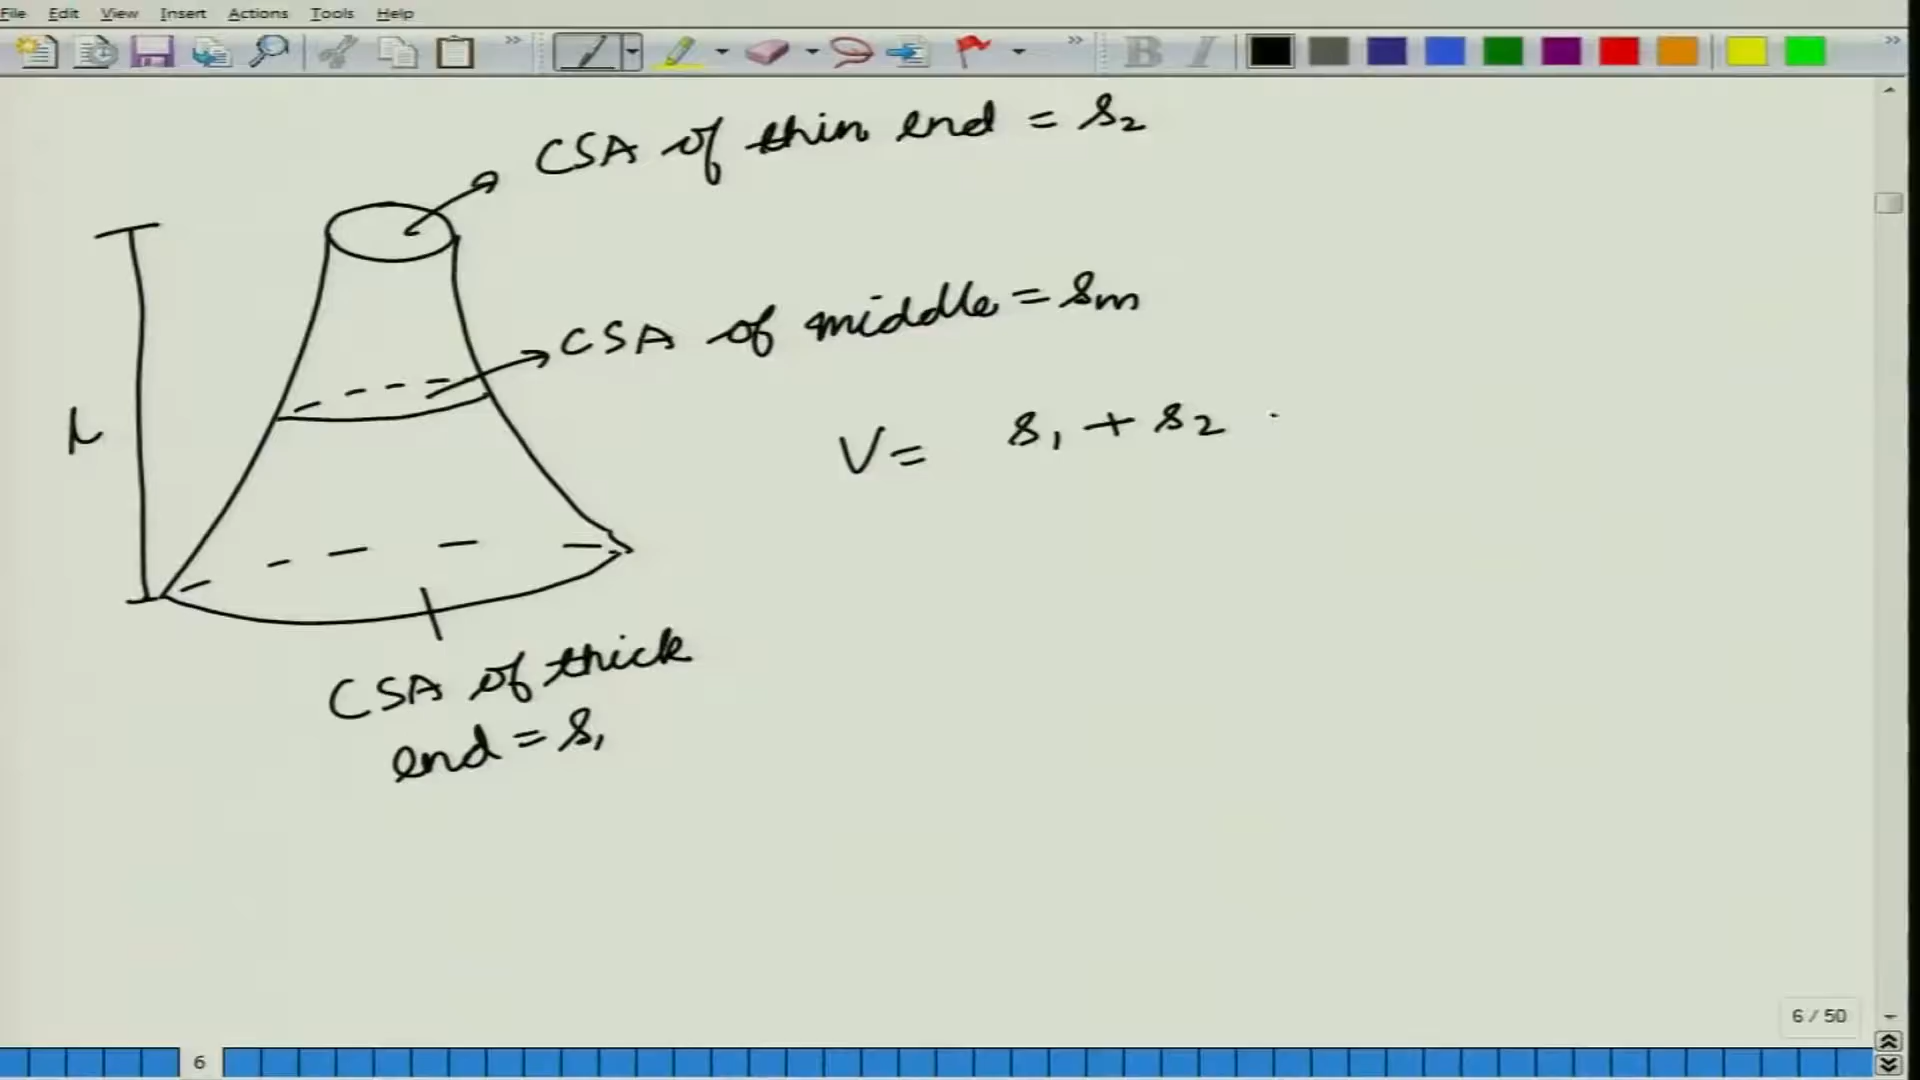 File Edit View Insert Actions Tools Help
B I
CSA of thin end = s2
CSA of middle = sm
V= s1 + s2
CSA of thick
end = s1
6 / 50
6